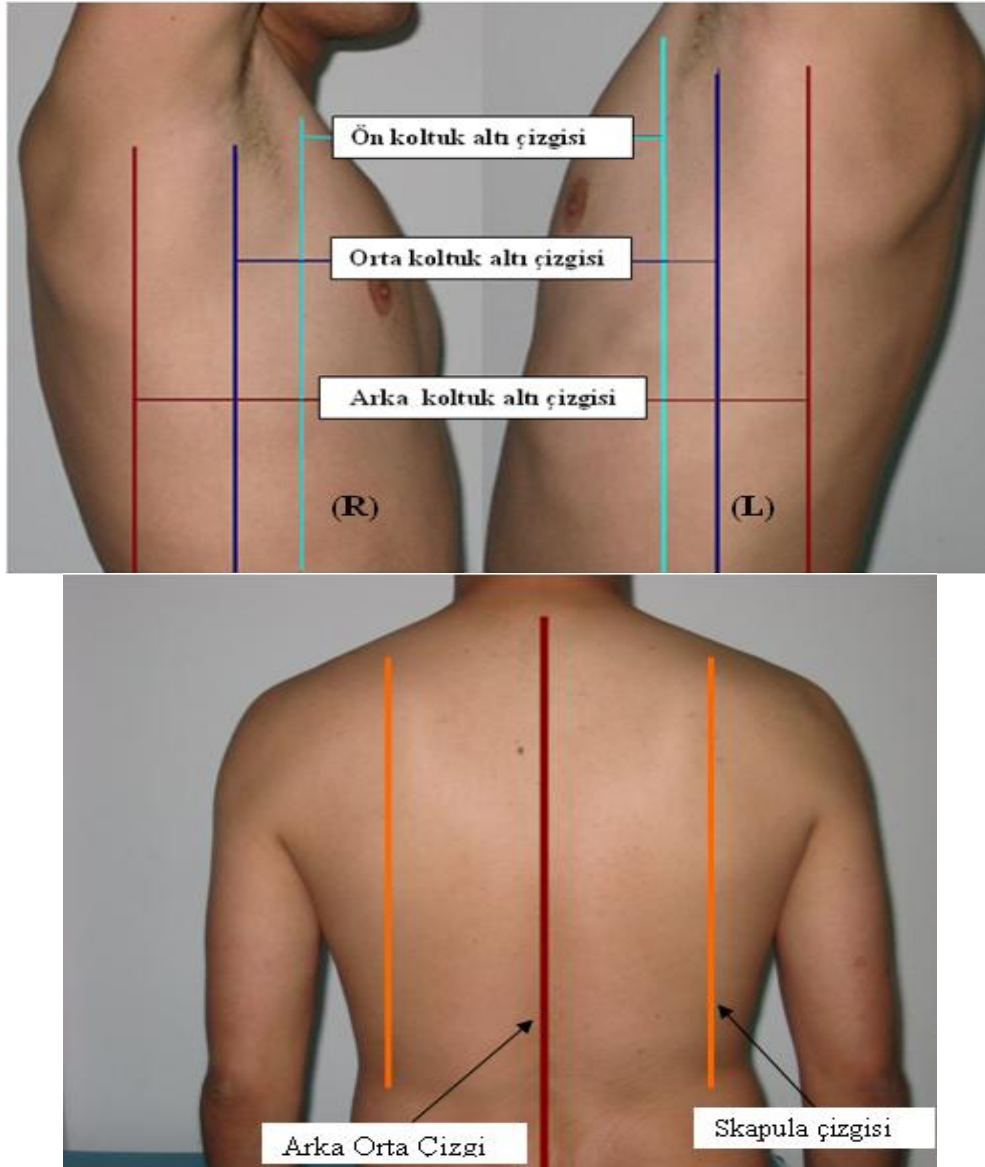 Ön koltuk altı çizgisi
Orta koltuk altı çizgisi
Arka koltuk altı çizgisi
(R)
(L)
Arka Orta Çizgi
Skapula çizgisi